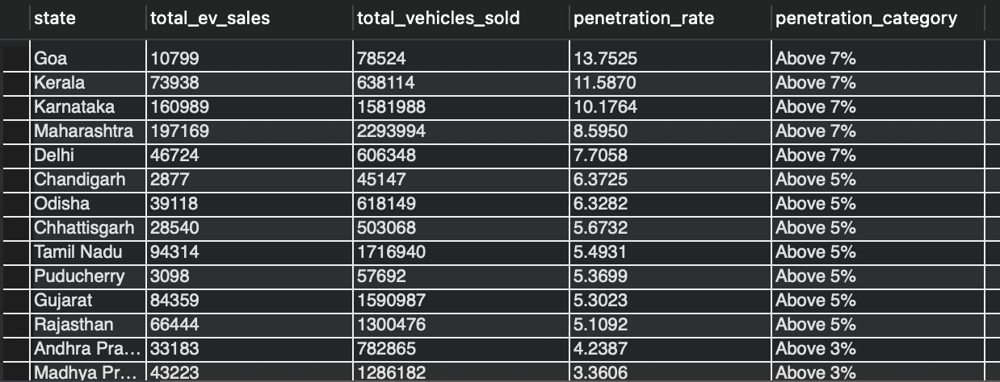 state total_ev_sales total_vehicles_sold penetration_rate penetration_category
Goa 10799 78524 13.7525 Above 7%
Kerala 73938 638114 11.5870 Above 7%
Karnataka 160989 1581988 10.1764 Above 7%
Maharashtra 197169 2293994 8.5950 Above 7%
Delhi 46724 606348 7.7058 Above 7%
Chandigarh 2877 45147 6.3725 Above 5%
Odisha 39118 618149 6.3282 Above 5%
Chhattisgarh 28540 503068 5.6732 Above 5%
Tamil Nadu 94314 1716940 5.4931 Above 5%
Puducherry 3098 57692 5.3699 Above 5%
Gujarat 84359 1590987 5.3023 Above 5%
Rajasthan 66444 1300476 5.1092 Above 5%
Andhra Pra... 33183 782865 4.2387 Above 3%
Madhya Pr... 43223 1286182 3.3606 Above 3%